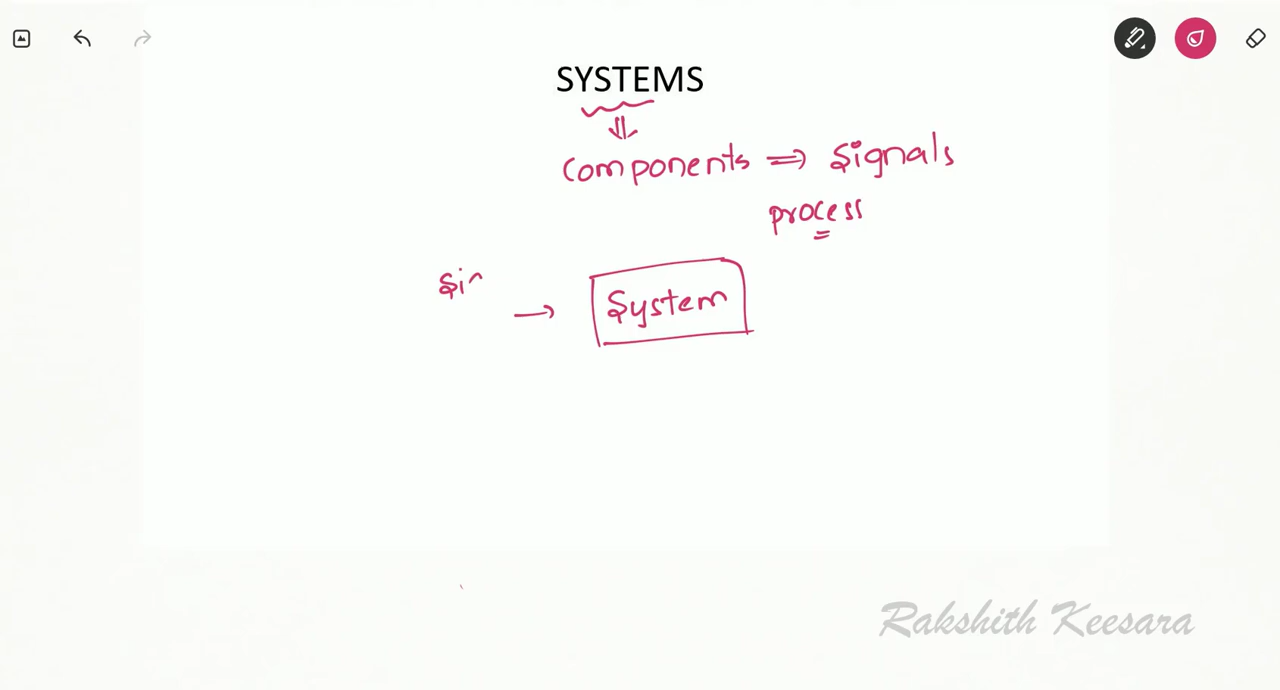 SYSTEMS
components ⇒ signals
process
System
Rakshith Keesara